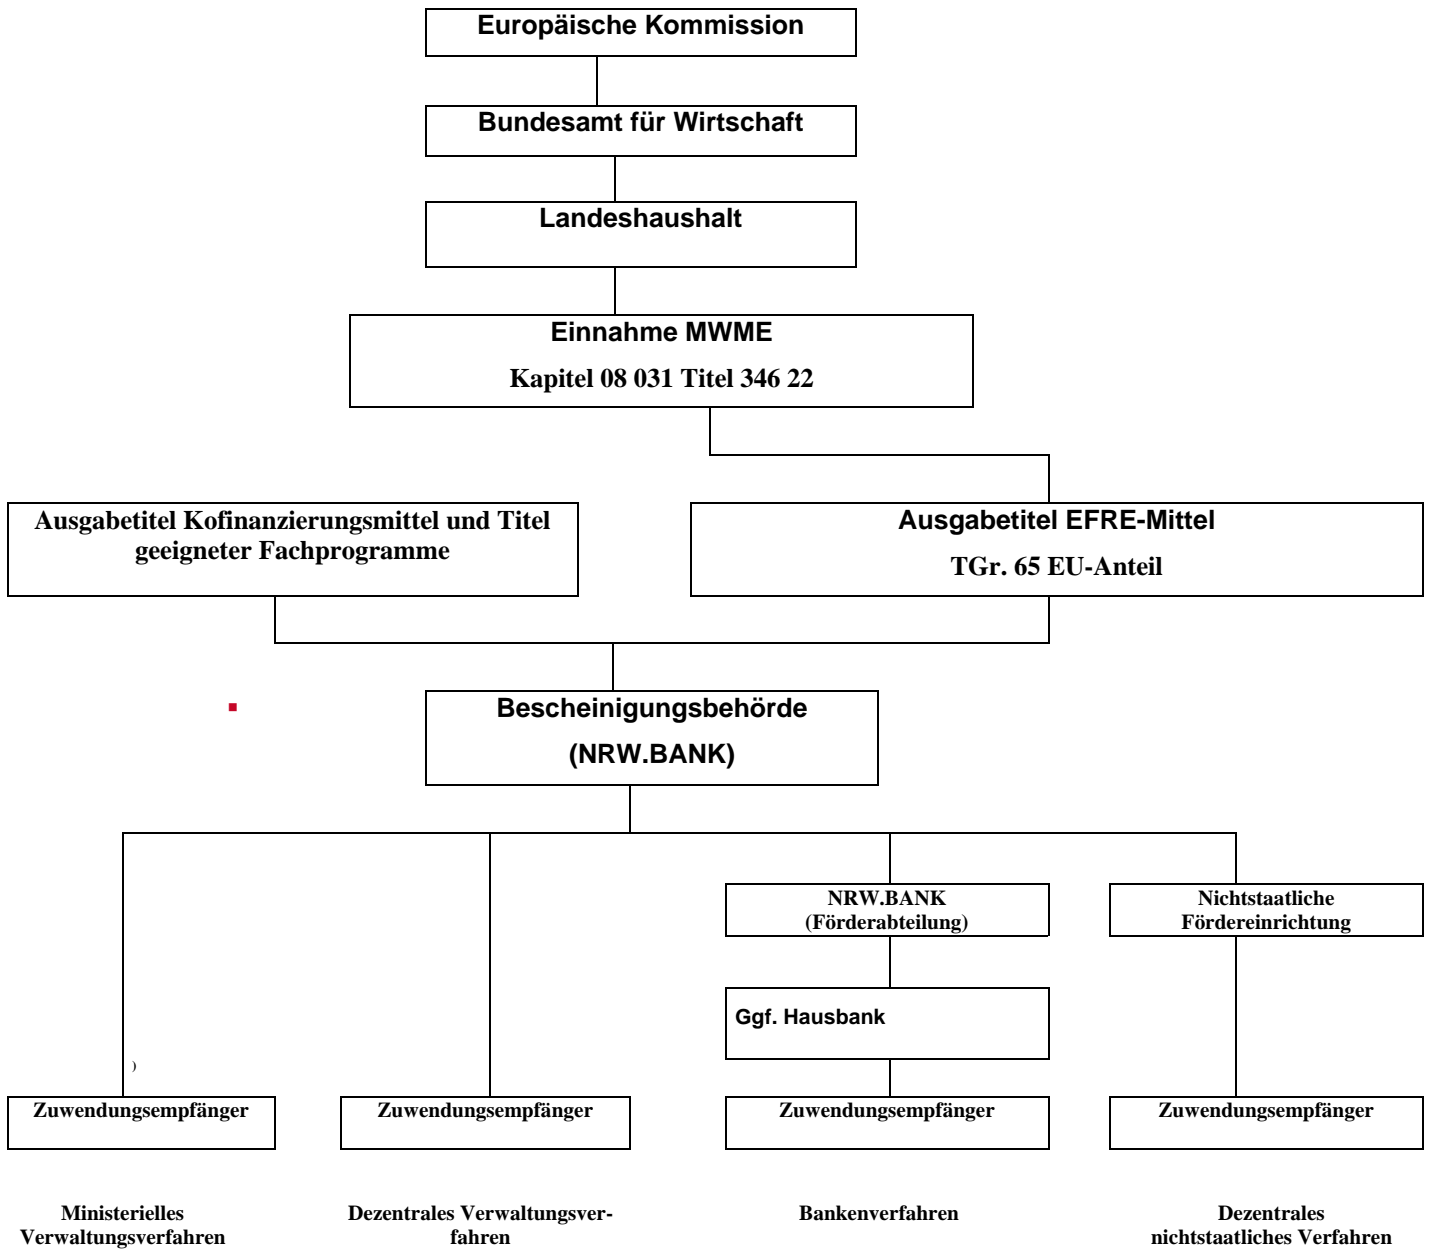 Europäische Kommission
Bundesamt für Wirtschaft
Landeshaushalt
Einnahme MWME
Kapitel 08 031 Titel 346 22
Ausgabetitel Kofinanzierungsmittel und Titel
geeigneter Fachprogramme
Ausgabetitel EFRE-Mittel
TGr. 65 EU-Anteil
Bescheinigungsbehörde
(NRW.BANK)
NRW.BANK
(Förderabteilung)
Nichtstaatliche
Fördereinrichtung
Ggf. Hausbank
)
Zuwendungsempfänger
Zuwendungsempfänger
Zuwendungsempfänger
Zuwendungsempfänger
Ministerielles
Verwaltungsverfahren
Dezentrales Verwaltungsver-
fahren
Bankenverfahren
Dezentrales
nichtstaatliches Verfahren